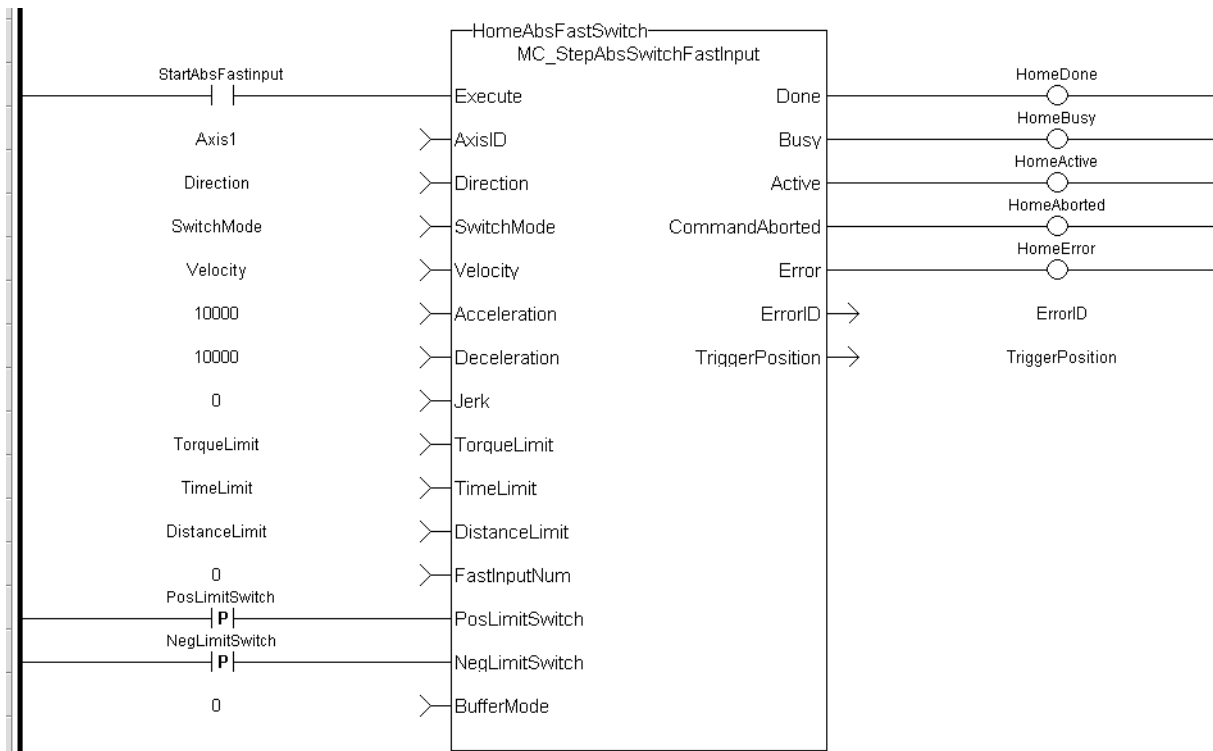 HomeAbsFastSwitch
MC_StepAbsSwitchFastInput
StartAbsFastInput
Execute
Done
HomeDone
Axis1
AxisID
Busy
HomeBusy
Direction
Direction
Active
HomeActive
SwitchMode
SwitchMode
CommandAborted
HomeAborted
Velocity
Velocity
Error
HomeError
10000
Acceleration
ErrorID
ErrorID
10000
Deceleration
TriggerPosition
TriggerPosition
0
Jerk
TorqueLimit
TorqueLimit
TimeLimit
TimeLimit
DistanceLimit
DistanceLimit
0
FastInputNum
PosLimitSwitch
P
PosLimitSwitch
NegLimitSwitch
P
NegLimitSwitch
0
BufferMode